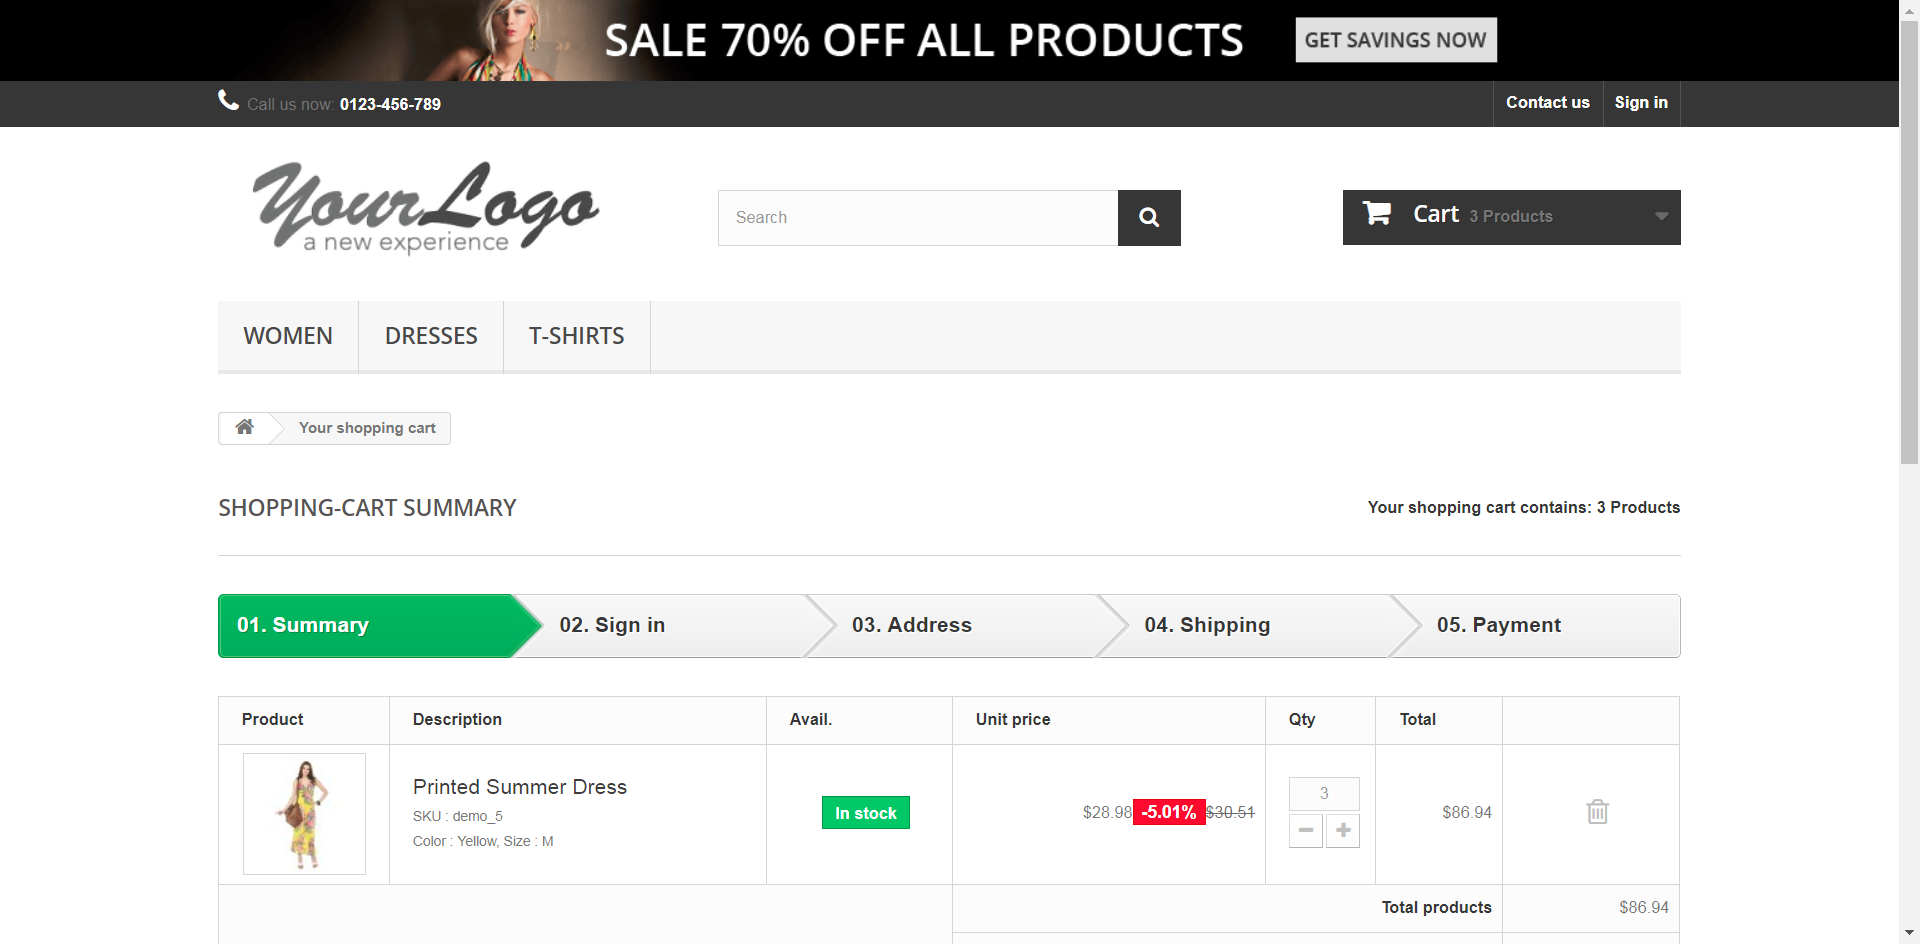 SALE 70% OFF ALL PRODUCTS GET SAVINGS NOW
Call us now: 0123-456-789 Contact us Sign in
YourLogo
a new experience
Search
Cart 3 Products
WOMEN DRESSES T-SHIRTS
Your shopping cart
SHOPPING-CART SUMMARY Your shopping cart contains: 3 Products
01. Summary 02. Sign in 03. Address 04. Shipping 05. Payment
Product Description Avail. Unit price Qty Total
Printed Summer Dress
SKU : demo_5
Color : Yellow, Size : M
In stock
$28.98 -5.01% $30.51
3
$86.94
Total products $86.94